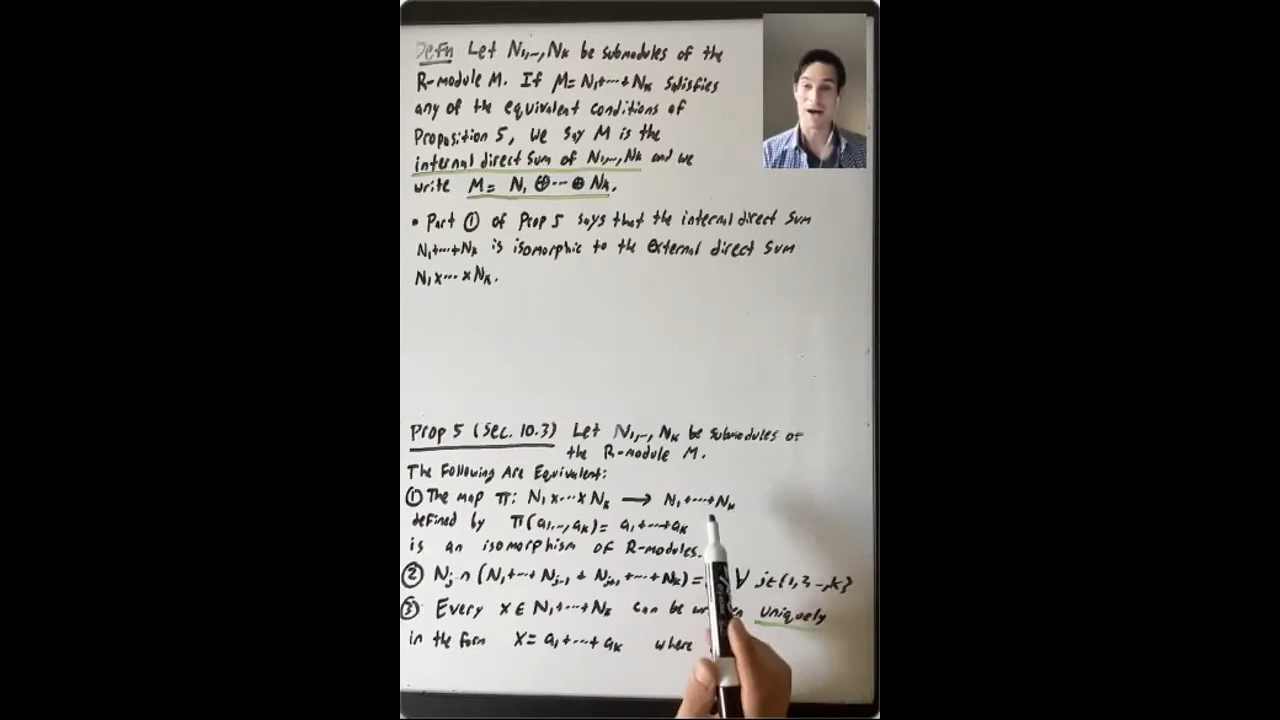 Defn Let N₁,..,Nₖ be submodules of the
R-module M. If M= N₁+···+Nₖ satisfies
any of the equivalent conditions of
Proposition 5, we say M is the
internal direct sum of N₁,..,Nₖ and we
write M= N₁ ⊕···⊕ Nₖ.
• Part ① of Prop 5 says that the internal direct sum
N₁+···+Nₖ is isomorphic to the external direct sum
N₁x···xNₖ.
Prop 5 (Sec. 10.3) Let N₁,..,Nₖ be submodules of
the R-module M.
The Following Are Equivalent:
① The map π: N₁x···xNₖ → N₁+···+Nₖ
defined by π(a₁,..,aₖ)= a₁+···+aₖ
is an isomorphism of R-modules.
② Nⱼ ∩ (N₁+···+Nⱼ₋₁ + Nⱼ₊₁+···+Nₖ) = ∀ j∈{1,2,..,k}
③ Every x ∈ N₁+···+Nₖ can be uniquely
in the form x= a₁+···+aₖ where